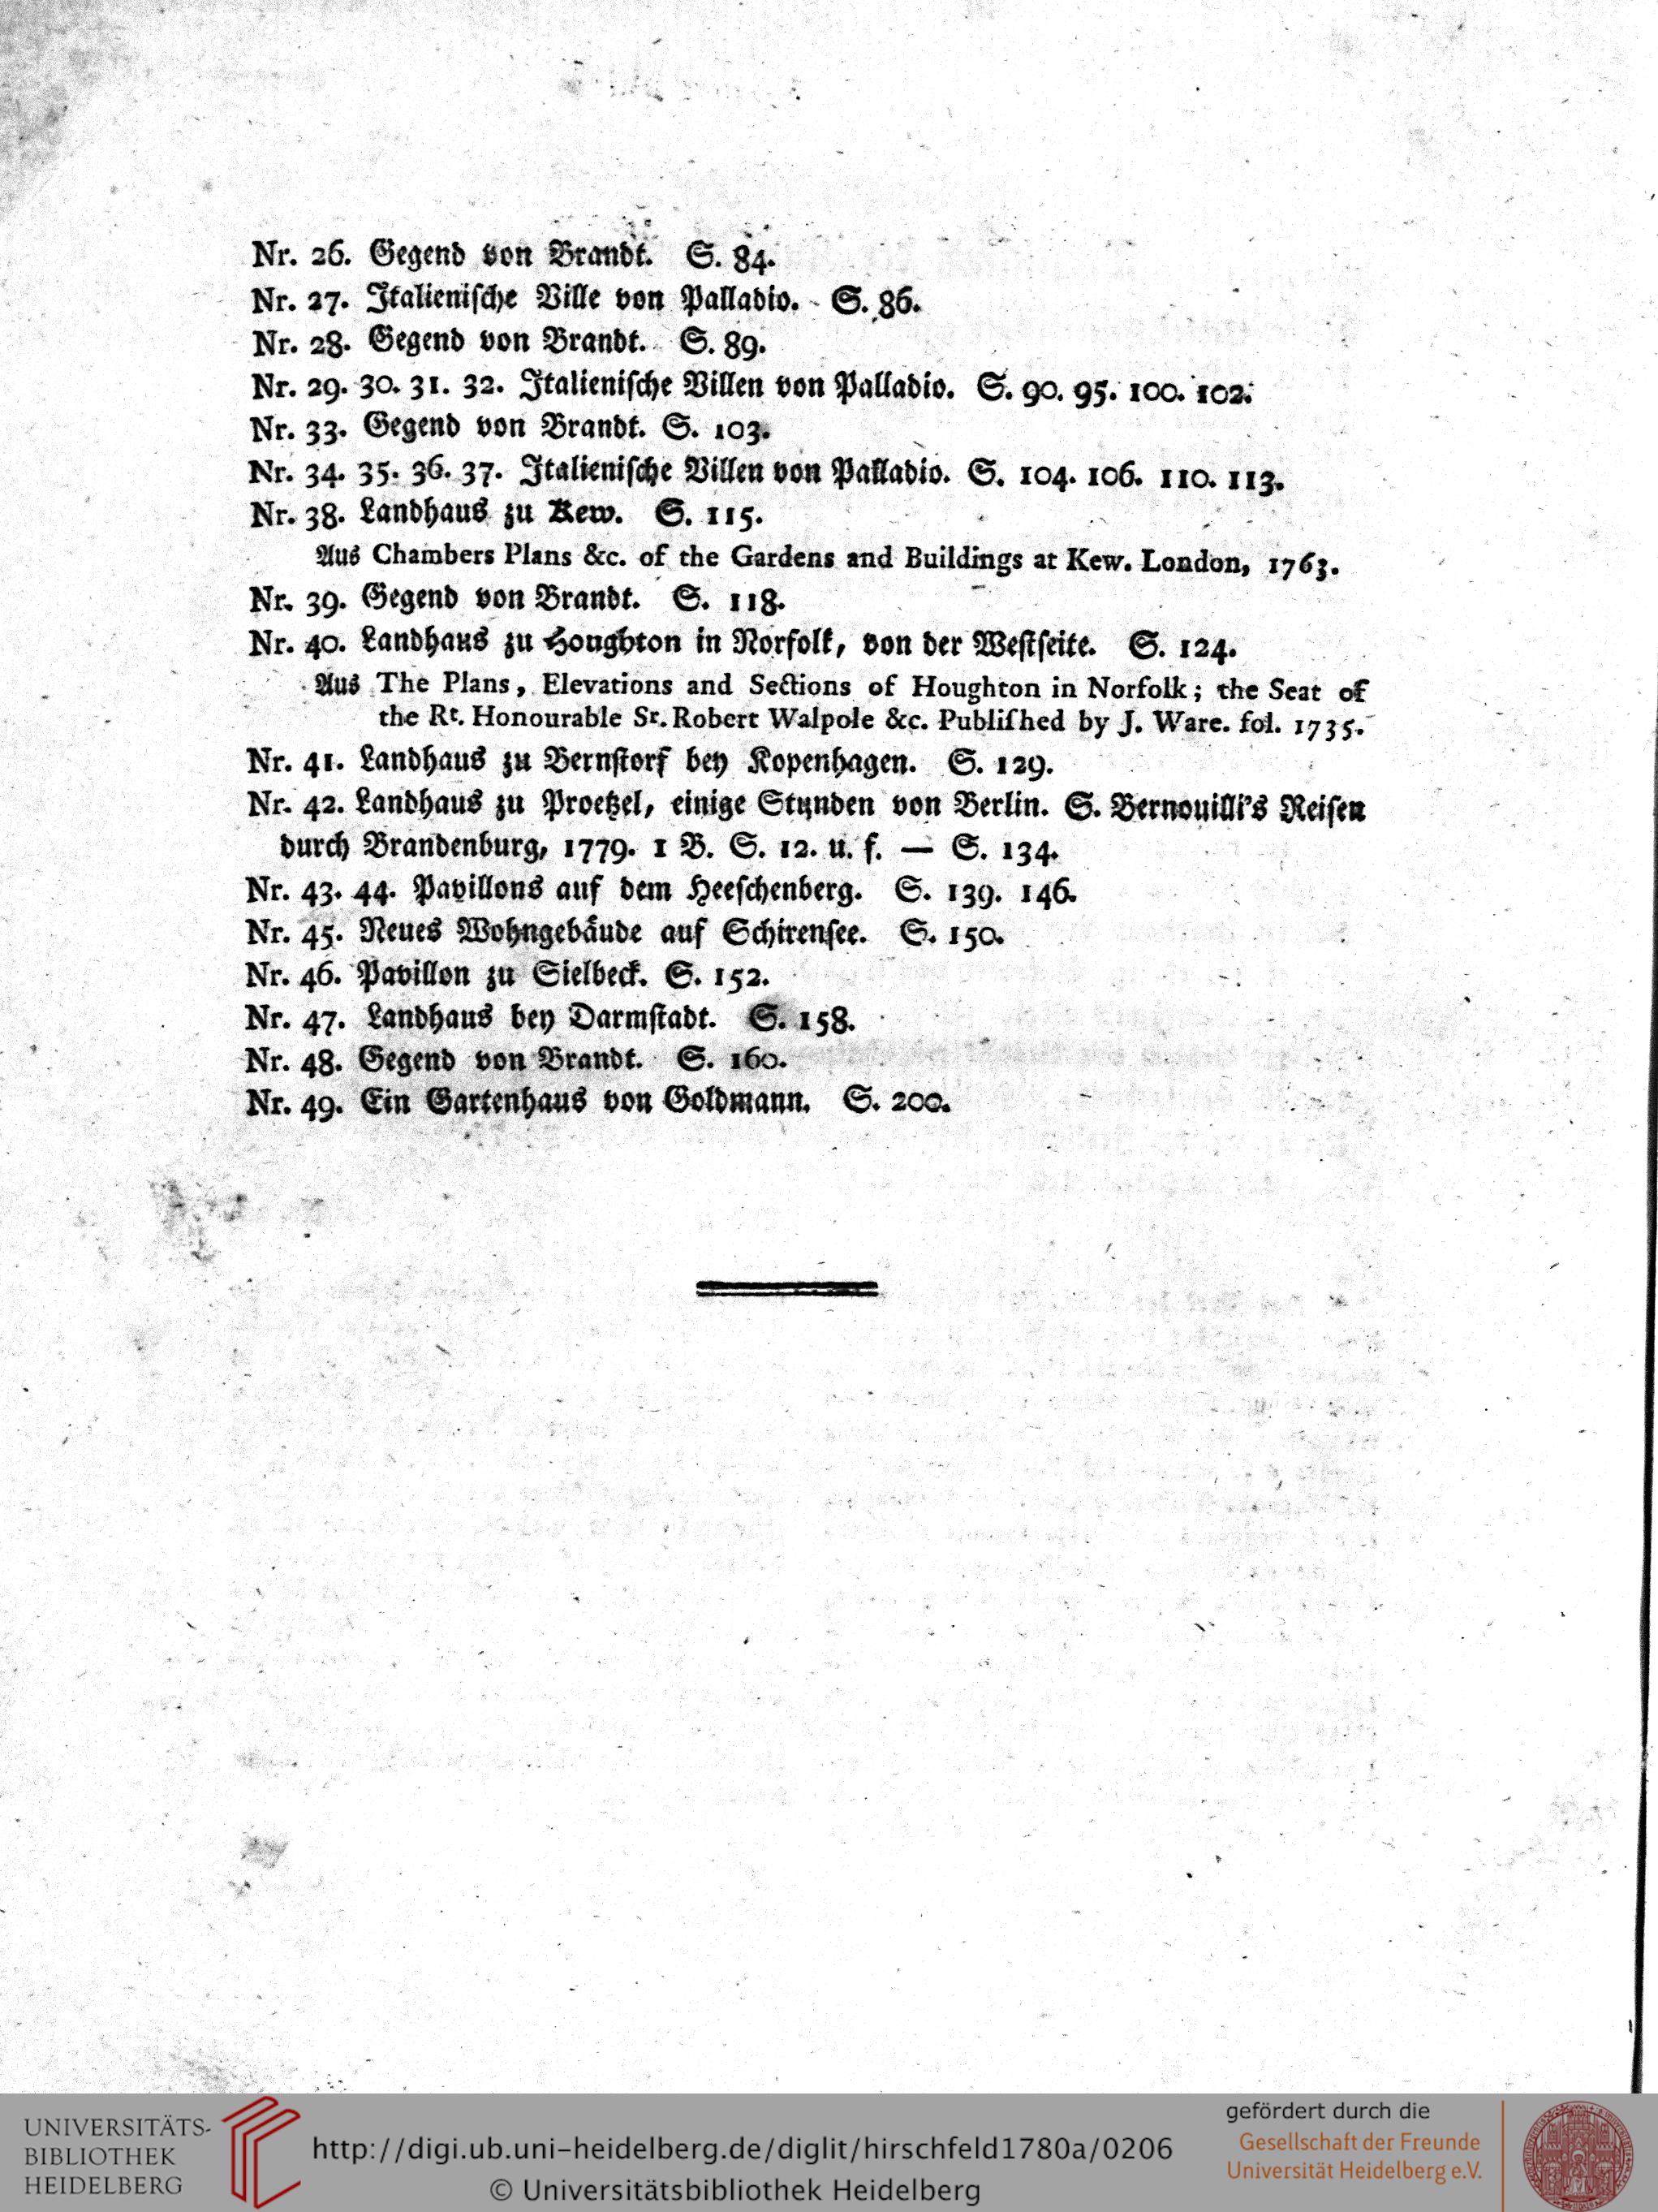 Nr. 26. Gegend von Brandt. S. 84.
Nr. 27. Italieniſche Ville von Palladio. S. 86.
Nr. 28. Gegend von Brandt. S. 89.
Nr. 29. 30. 31. 32. Italieniſche Villen von Palladio. S. 90. 95. 100. 102.
Nr. 33. Gegend von Brandt. S. 103.
Nr. 34. 35. 36. 37. Italieniſche Villen von Palladio. S. 104. 106. 110. 113.
Nr. 38. Landhaus zu Kew. S. 115.
Aus Chambers Plans &c. of the Gardens and Buildings at Kew. London, 1763.
Nr. 39. Gegend von Brandt. S. 118.
Nr. 40. Landhaus zu Houghton in Norfolk, von der Weſtſeite. S. 124.
Aus The Plans, Elevations and Sections of Houghton in Norfolk; the Seat of
the Rt. Honourable Sr. Robert Walpole &c. Publiſhed by J. Ware. fol. 1735.
Nr. 41. Landhaus zu Bernſtorf bey Kopenhagen. S. 129.
Nr. 42. Landhaus zu Proetzel, einige Stunden von Berlin. S. Bernouilli's Reiſen
durch Brandenburg, 1779. 1 B. S. 12. u. f. — S. 134.
Nr. 43. 44. Pavillons auf dem Heeſchenberg. S. 139. 146.
Nr. 45. Neues Wohngebäude auf Schirenſee. S. 150.
Nr. 46. Pavillon zu Sielbeck. S. 152.
Nr. 47. Landhaus bey Darmſtadt. S. 158.
Nr. 48. Gegend von Brandt. S. 160.
Nr. 49. Ein Gartenhaus von Goldmann. S. 200.
UNIVERSITÄTS-
BIBLIOTHEK
HEIDELBERG
http://digi.ub.uni-heidelberg.de/diglit/hirschfeld1780a/0206
© Universitätsbibliothek Heidelberg
gefördert durch die
Gesellschaft der Freunde
Universität Heidelberg e.V.